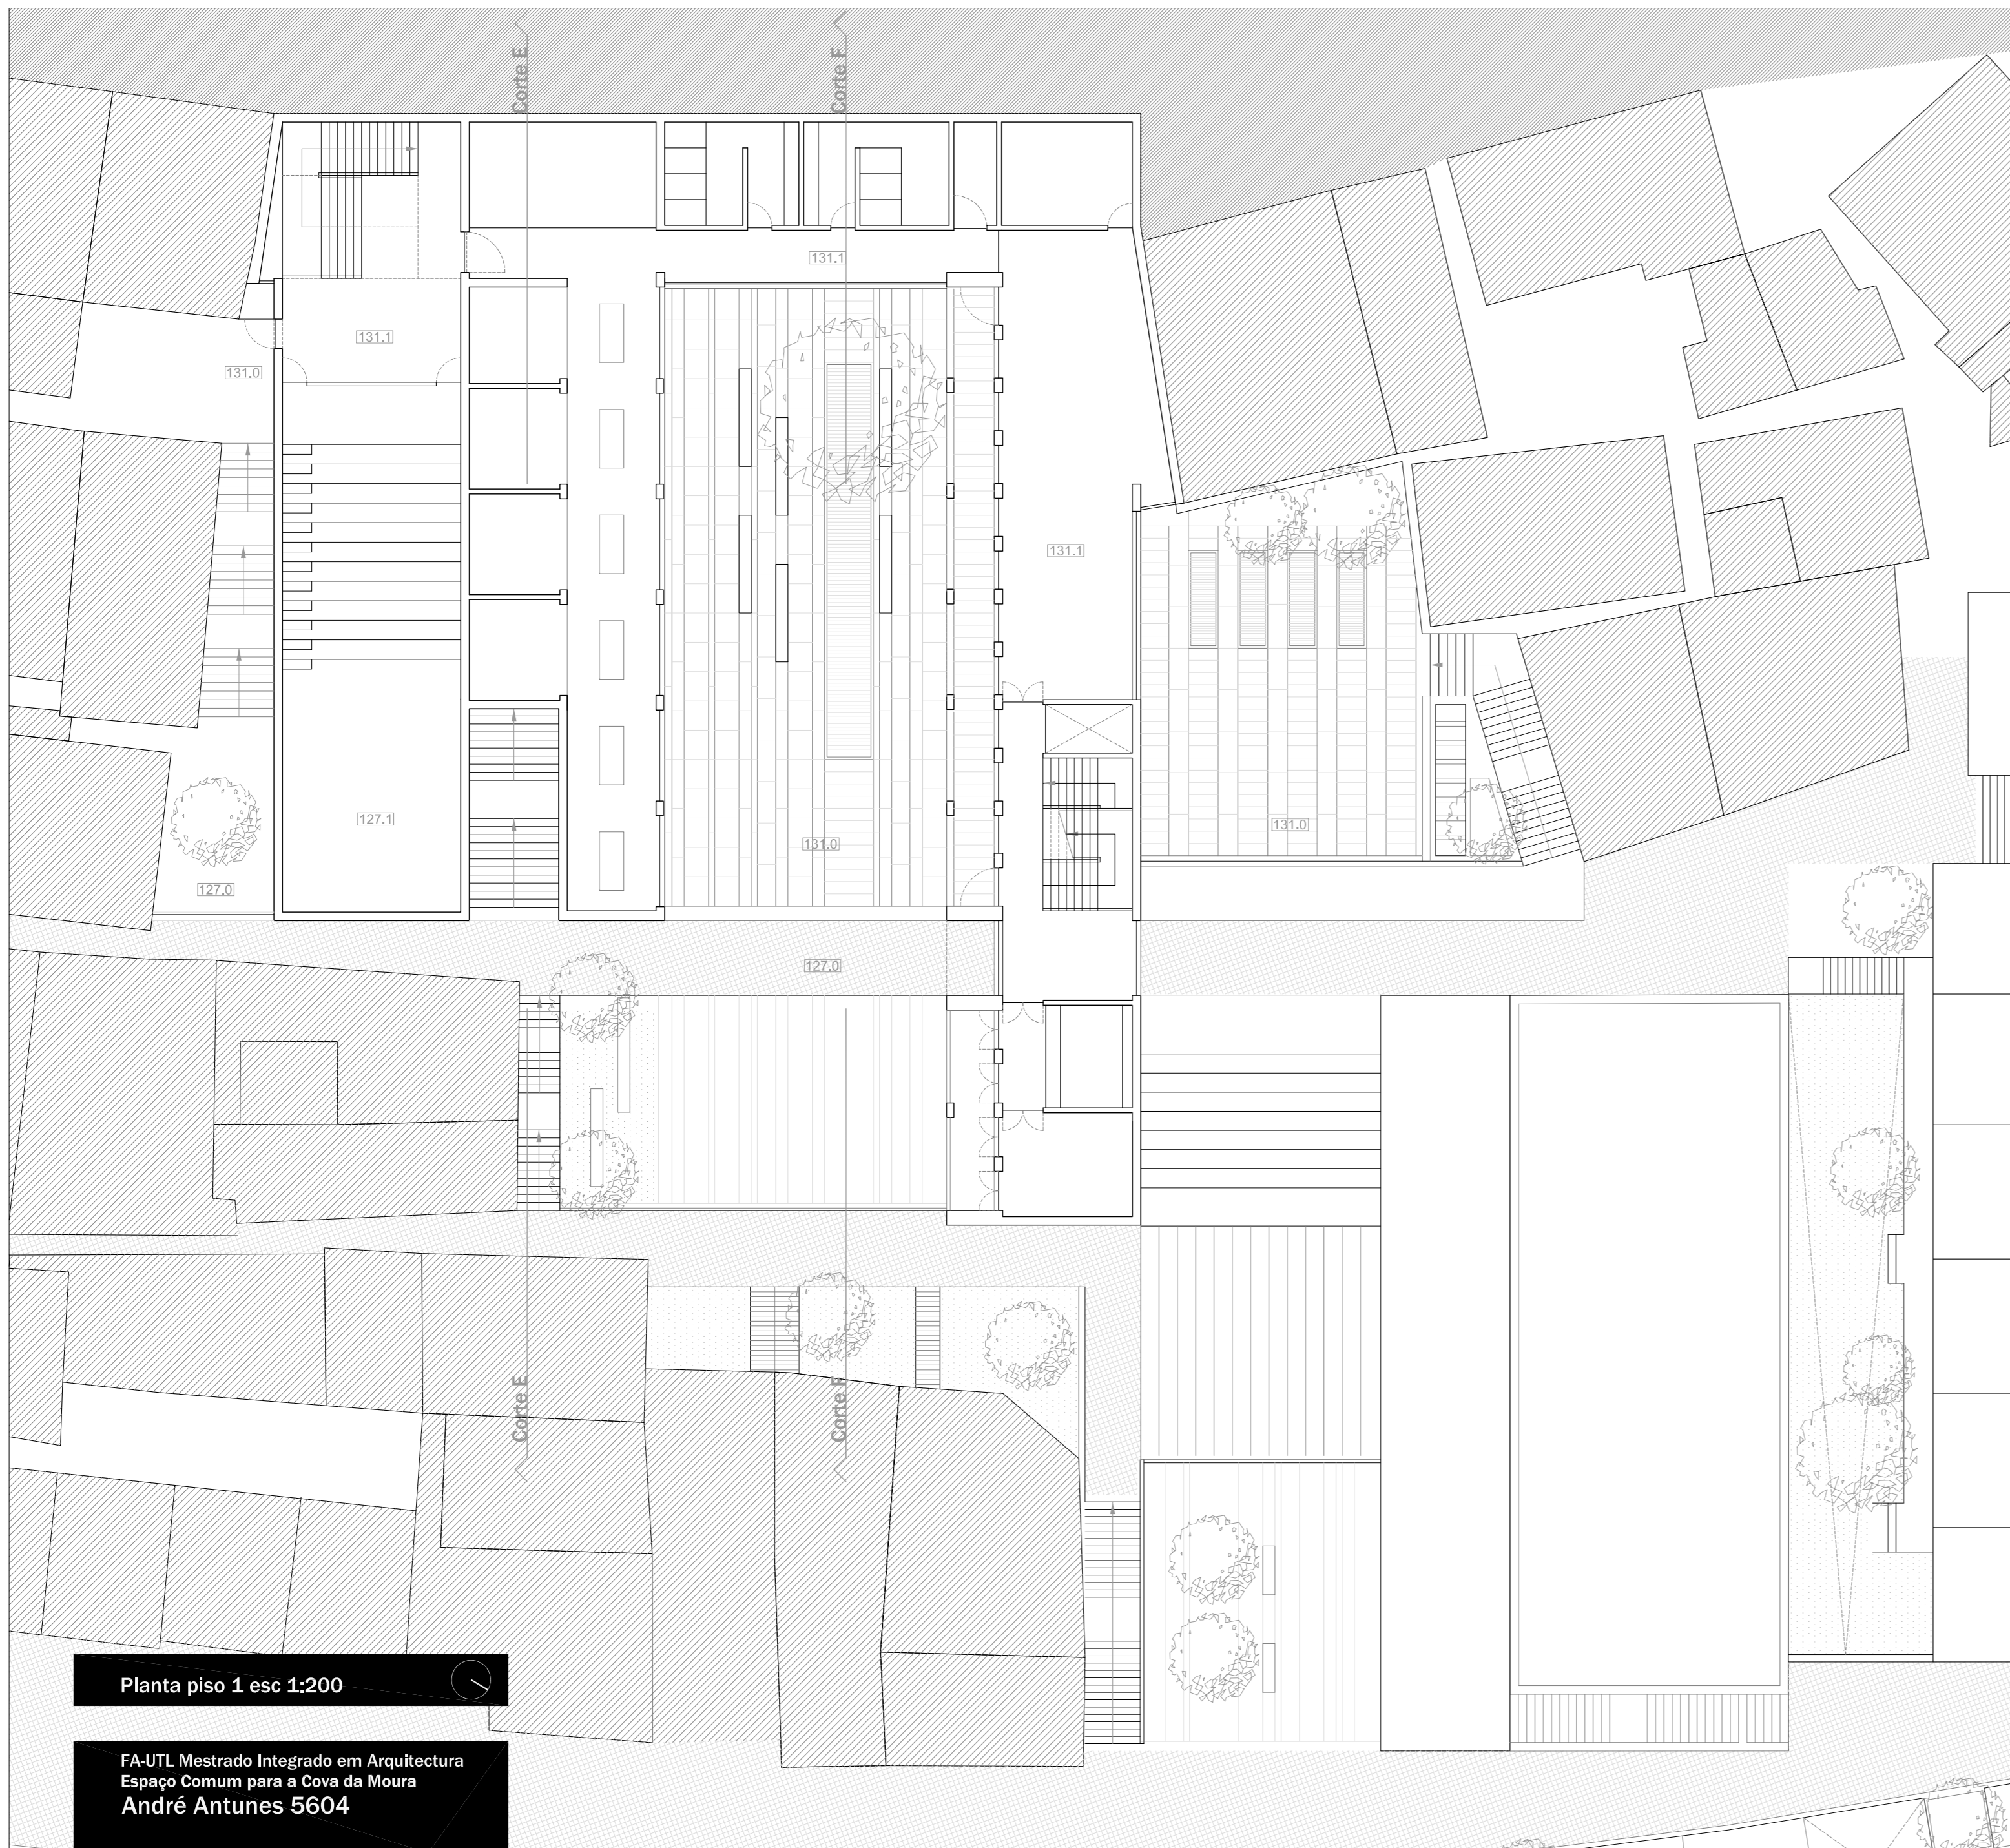 Corte E
Corte F
131.1
131.1
131.0
131.1
127.1
131.0
131.0
127.0
127.0
Corte E
Corte F
Planta piso 1 esc 1:200
FA-UTL Mestrado Integrado em Arquitectura
Espaço Comum para a Cova da Moura
André Antunes 5604